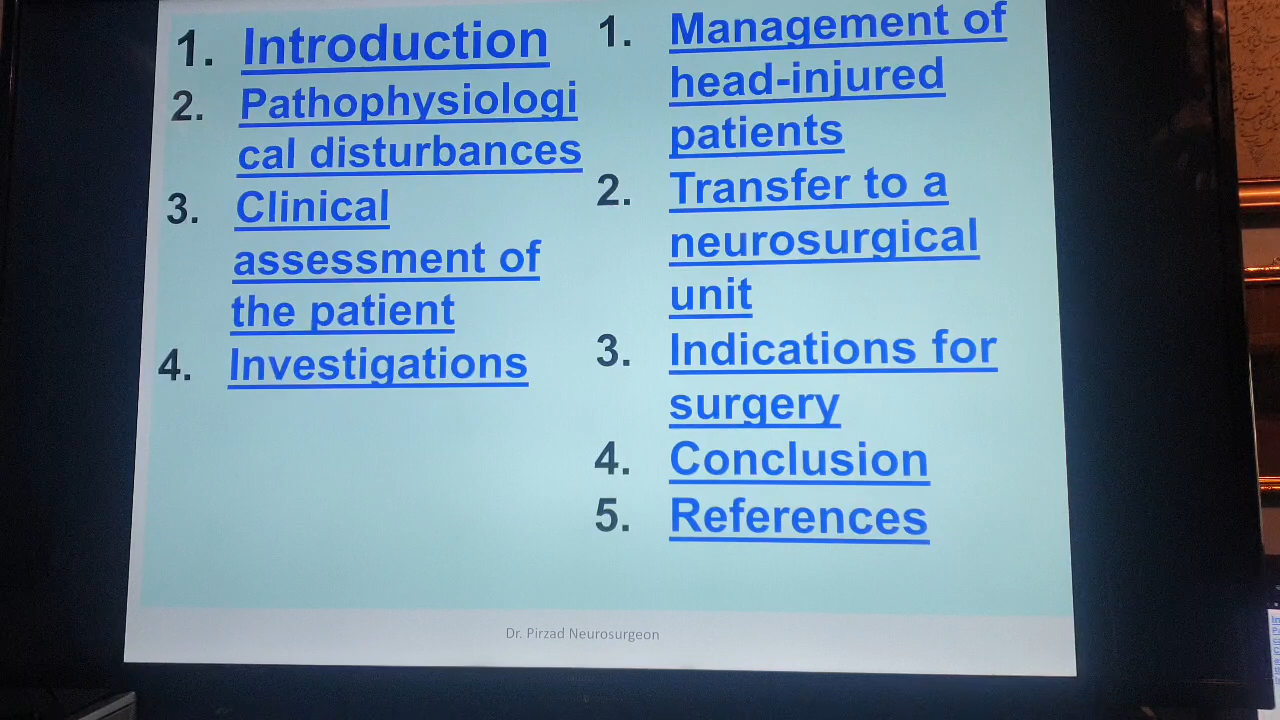 1. Introduction
2. Pathophysiologi
cal disturbances
3. Clinical
assessment of
the patient
4. Investigations
1. Management of
head-injured
patients
2. Transfer to a
neurosurgical
unit
3. Indications for
surgery
4. Conclusion
5. References
Dr. Pirzad Neurosurgeon